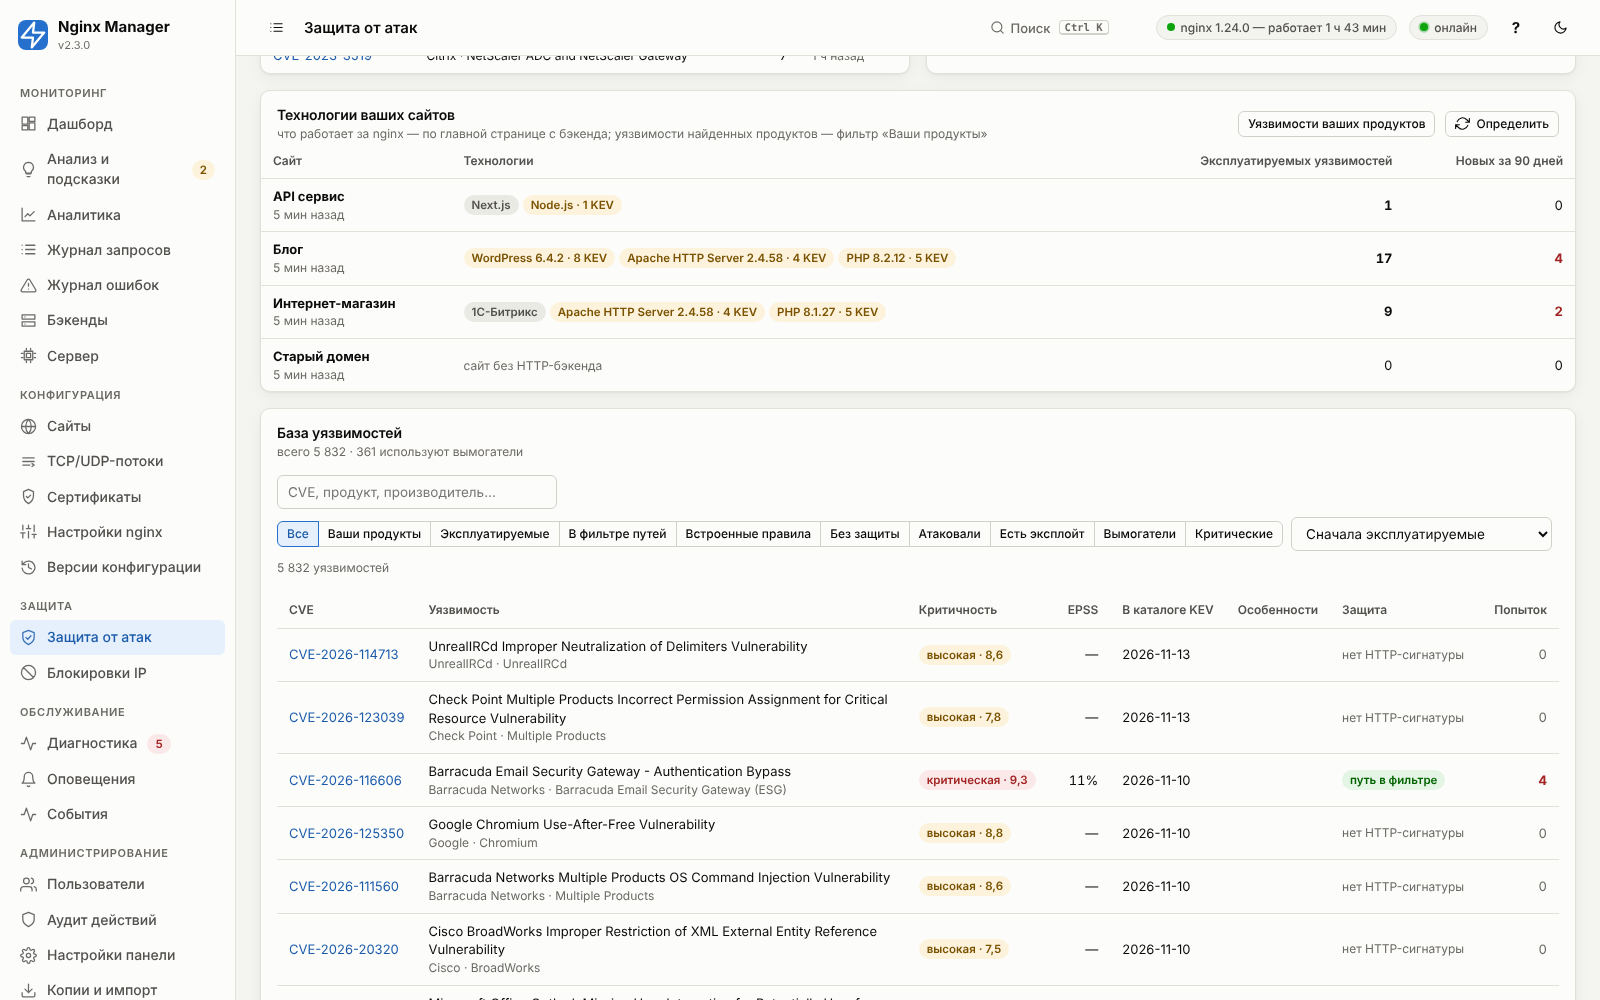 Nginx Manager
v2.3.0
Защита от атак
Поиск
Ctrl K
nginx 1.24.0 — работает 1 ч 43 мин
онлайн
?
МОНИТОРИНГ
Дашборд
Анализ и подсказки
2
Аналитика
Журнал запросов
Журнал ошибок
Бэкенды
Сервер
КОНФИГУРАЦИЯ
Сайты
TCP/UDP-потоки
Сертификаты
Настройки nginx
Версии конфигурации
ЗАЩИТА
Защита от атак
Блокировки IP
ОБСЛУЖИВАНИЕ
Диагностика
5
Оповещения
События
АДМИНИСТРИРОВАНИЕ
Пользователи
Аудит действий
Настройки панели
Копии и импорт
CVE-2023-3519
Citrix · NetScaler ADC and NetScaler Gateway
7
1 ч назад
Технологии ваших сайтов
что работает за nginx — по главной странице с бэкенда; уязвимости найденных продуктов — фильтр «Ваши продукты»
Уязвимости ваших продуктов
Определить
Сайт Технологии Эксплуатируемых уязвимостей Новых за 90 дней
API сервис
5 мин назад
Next.js Node.js · 1 KEV 1 0
Блог
5 мин назад
WordPress 6.4.2 · 8 KEV Apache HTTP Server 2.4.58 · 4 KEV PHP 8.2.12 · 5 KEV 17 4
Интернет-магазин
5 мин назад
1С-Битрикс Apache HTTP Server 2.4.58 · 4 KEV PHP 8.1.27 · 5 KEV 9 2
Старый домен
5 мин назад
сайт без HTTP-бэкенда 0 0
База уязвимостей
всего 5 832 · 361 используют вымогатели
CVE, продукт, производитель...
Все Ваши продукты Эксплуатируемые В фильтре путей Встроенные правила Без защиты Атаковали Есть эксплойт Вымогатели Критические Сначала эксплуатируемые
5 832 уязвимостей
CVE Уязвимость Критичность EPSS В каталоге KEV Особенности Защита Попыток
CVE-2026-114713
UnrealIRCd Improper Neutralization of Delimiters Vulnerability
UnrealIRCd · UnrealIRCd
высокая · 8,6 — 2026-11-13 нет HTTP-сигнатуры 0
CVE-2026-123039
Check Point Multiple Products Incorrect Permission Assignment for Critical
Resource Vulnerability
Check Point · Multiple Products
высокая · 7,8 — 2026-11-13 нет HTTP-сигнатуры 0
CVE-2026-116606
Barracuda Email Security Gateway - Authentication Bypass
Barracuda Networks · Barracuda Email Security Gateway (ESG)
критическая · 9,3 11% 2026-11-10 путь в фильтре 4
CVE-2026-125350
Google Chromium Use-After-Free Vulnerability
Google · Chromium
высокая · 8,8 — 2026-11-10 нет HTTP-сигнатуры 0
CVE-2026-111560
Barracuda Networks Multiple Products OS Command Injection Vulnerability
Barracuda Networks · Multiple Products
высокая · 8,6 — 2026-11-10 нет HTTP-сигнатуры 0
CVE-2026-20320
Cisco BroadWorks Improper Restriction of XML External Entity Reference
Vulnerability
Cisco · BroadWorks
высокая · 7,5 — 2026-11-10 нет HTTP-сигнатуры 0